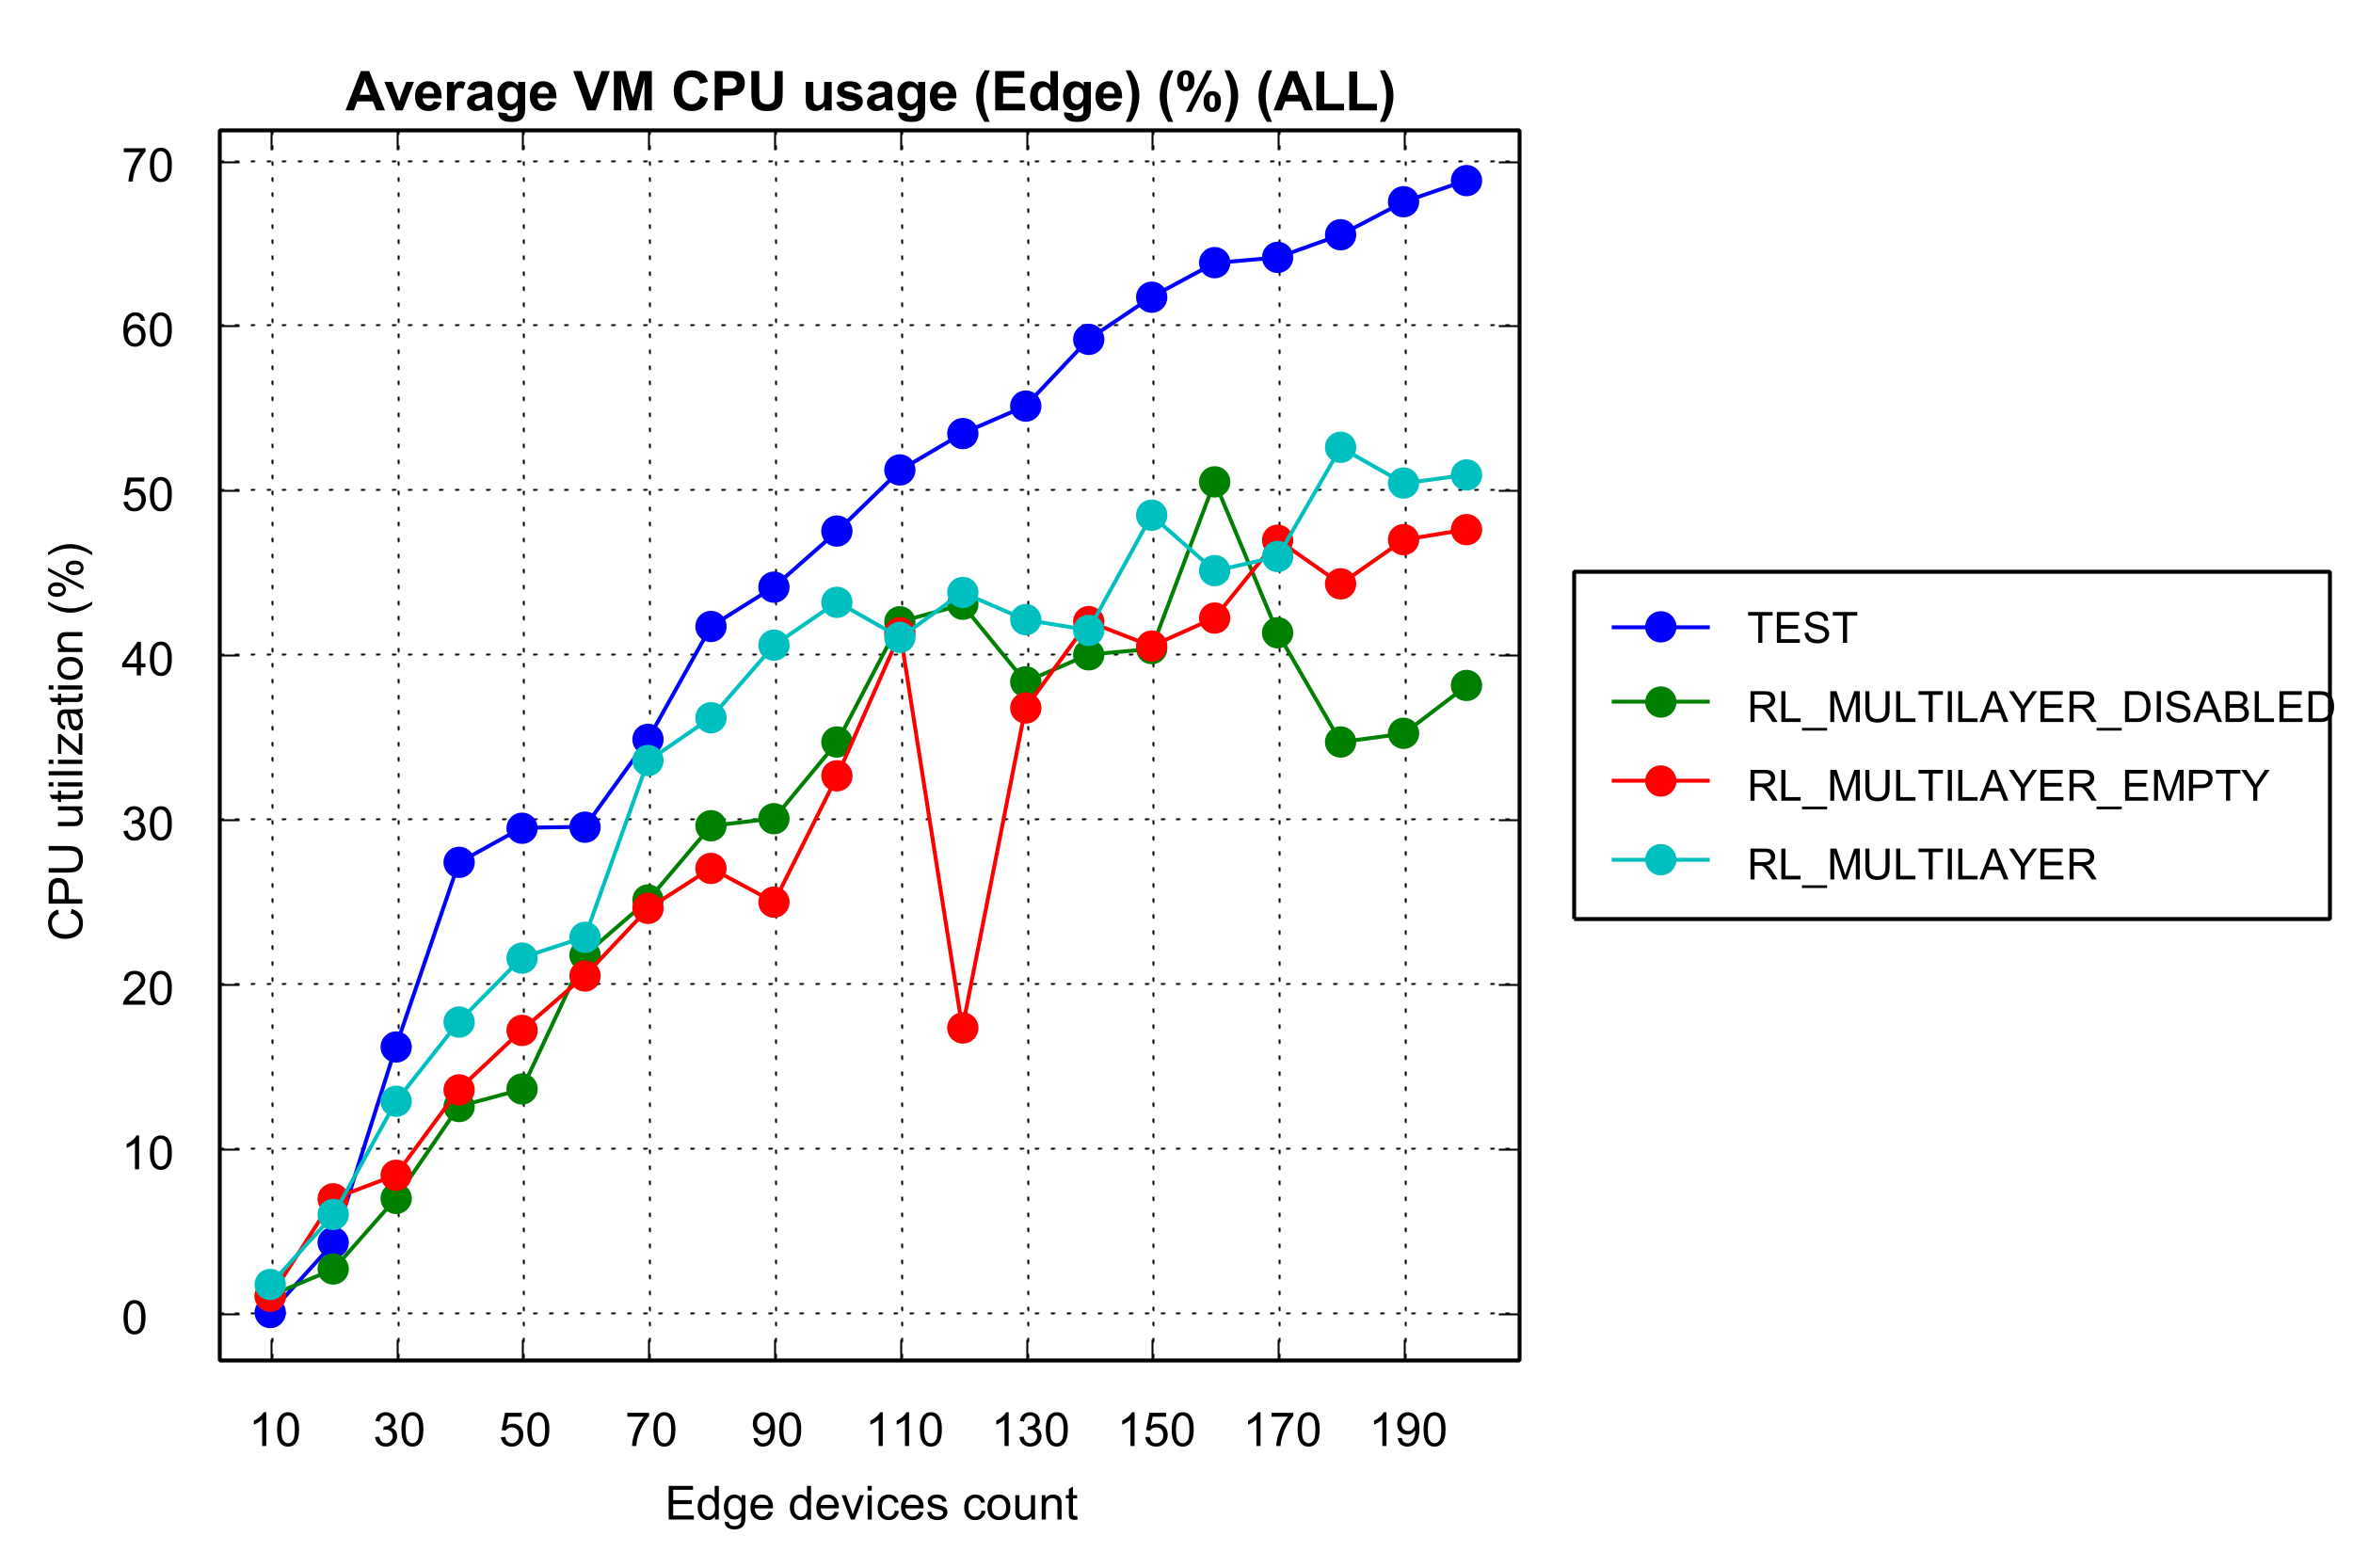 Average VM CPU usage (Edge) (%) (ALL)
70
60
50
40
30
20
10
0
CPU utilization (%)
10 30 50 70 90 110 130 150 170 190
Edge devices count
TEST
RL_MULTILAYER_DISABLED
RL_MULTILAYER_EMPTY
RL_MULTILAYER